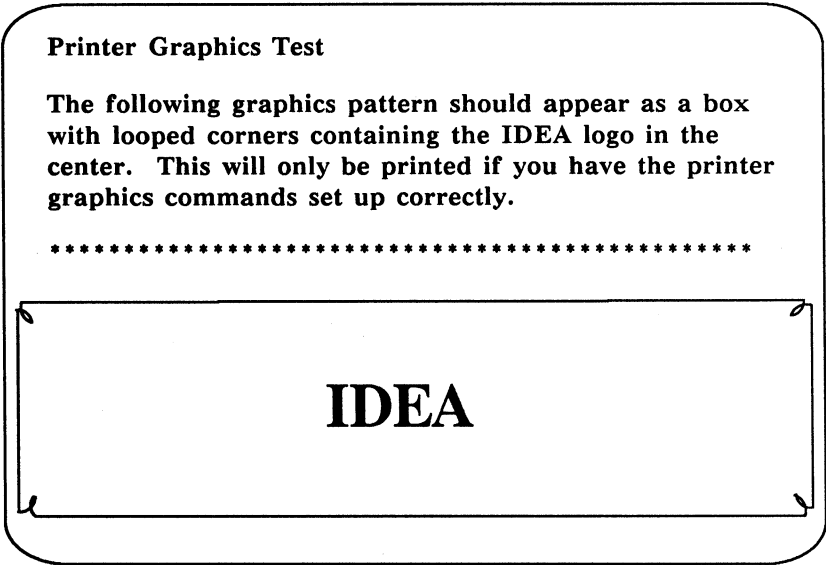 Printer Graphics Test
The following graphics pattern should appear as a box
with looped corners containing the IDEA logo in the
center. This will only be printed if you have the printer
graphics commands set up correctly.
************************************************
IDEA